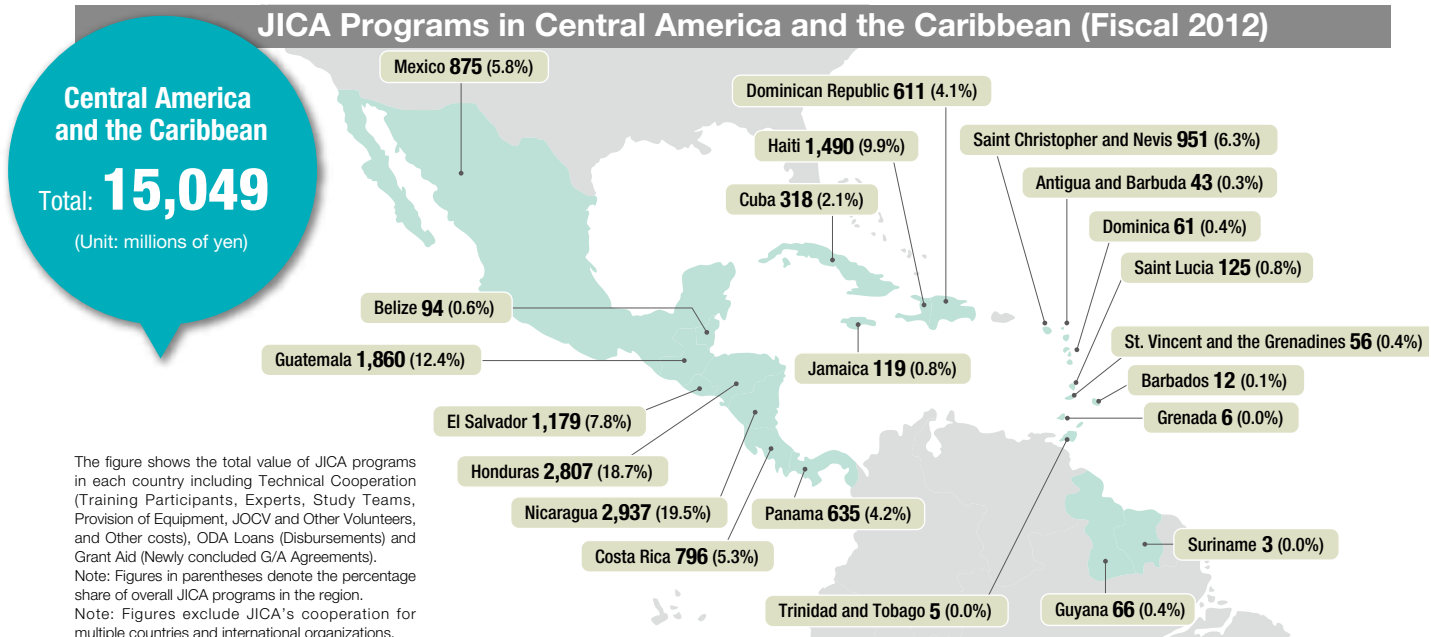 JICA Programs in Central America and the Caribbean (Fiscal 2012)
Central America
and the Caribbean
Total: 15,049
(Unit: millions of yen)
Mexico 875 (5.8%)
Dominican Republic 611 (4.1%)
Haiti 1,490 (9.9%)
Saint Christopher and Nevis 951 (6.3%)
Cuba 318 (2.1%)
Antigua and Barbuda 43 (0.3%)
Dominica 61 (0.4%)
Saint Lucia 125 (0.8%)
Belize 94 (0.6%)
St. Vincent and the Grenadines 56 (0.4%)
Guatemala 1,860 (12.4%)
Jamaica 119 (0.8%)
Barbados 12 (0.1%)
El Salvador 1,179 (7.8%)
Grenada 6 (0.0%)
Honduras 2,807 (18.7%)
Nicaragua 2,937 (19.5%)
Panama 635 (4.2%)
Costa Rica 796 (5.3%)
Suriname 3 (0.0%)
Trinidad and Tobago 5 (0.0%)
Guyana 66 (0.4%)
The figure shows the total value of JICA programs
in each country including Technical Cooperation
(Training Participants, Experts, Study Teams,
Provision of Equipment, JOCV and Other Volunteers,
and Other costs), ODA Loans (Disbursements) and
Grant Aid (Newly concluded G/A Agreements).
Note: Figures in parentheses denote the percentage
share of overall JICA programs in the region.
Note: Figures exclude JICA's cooperation for
multiple countries and international organizations.